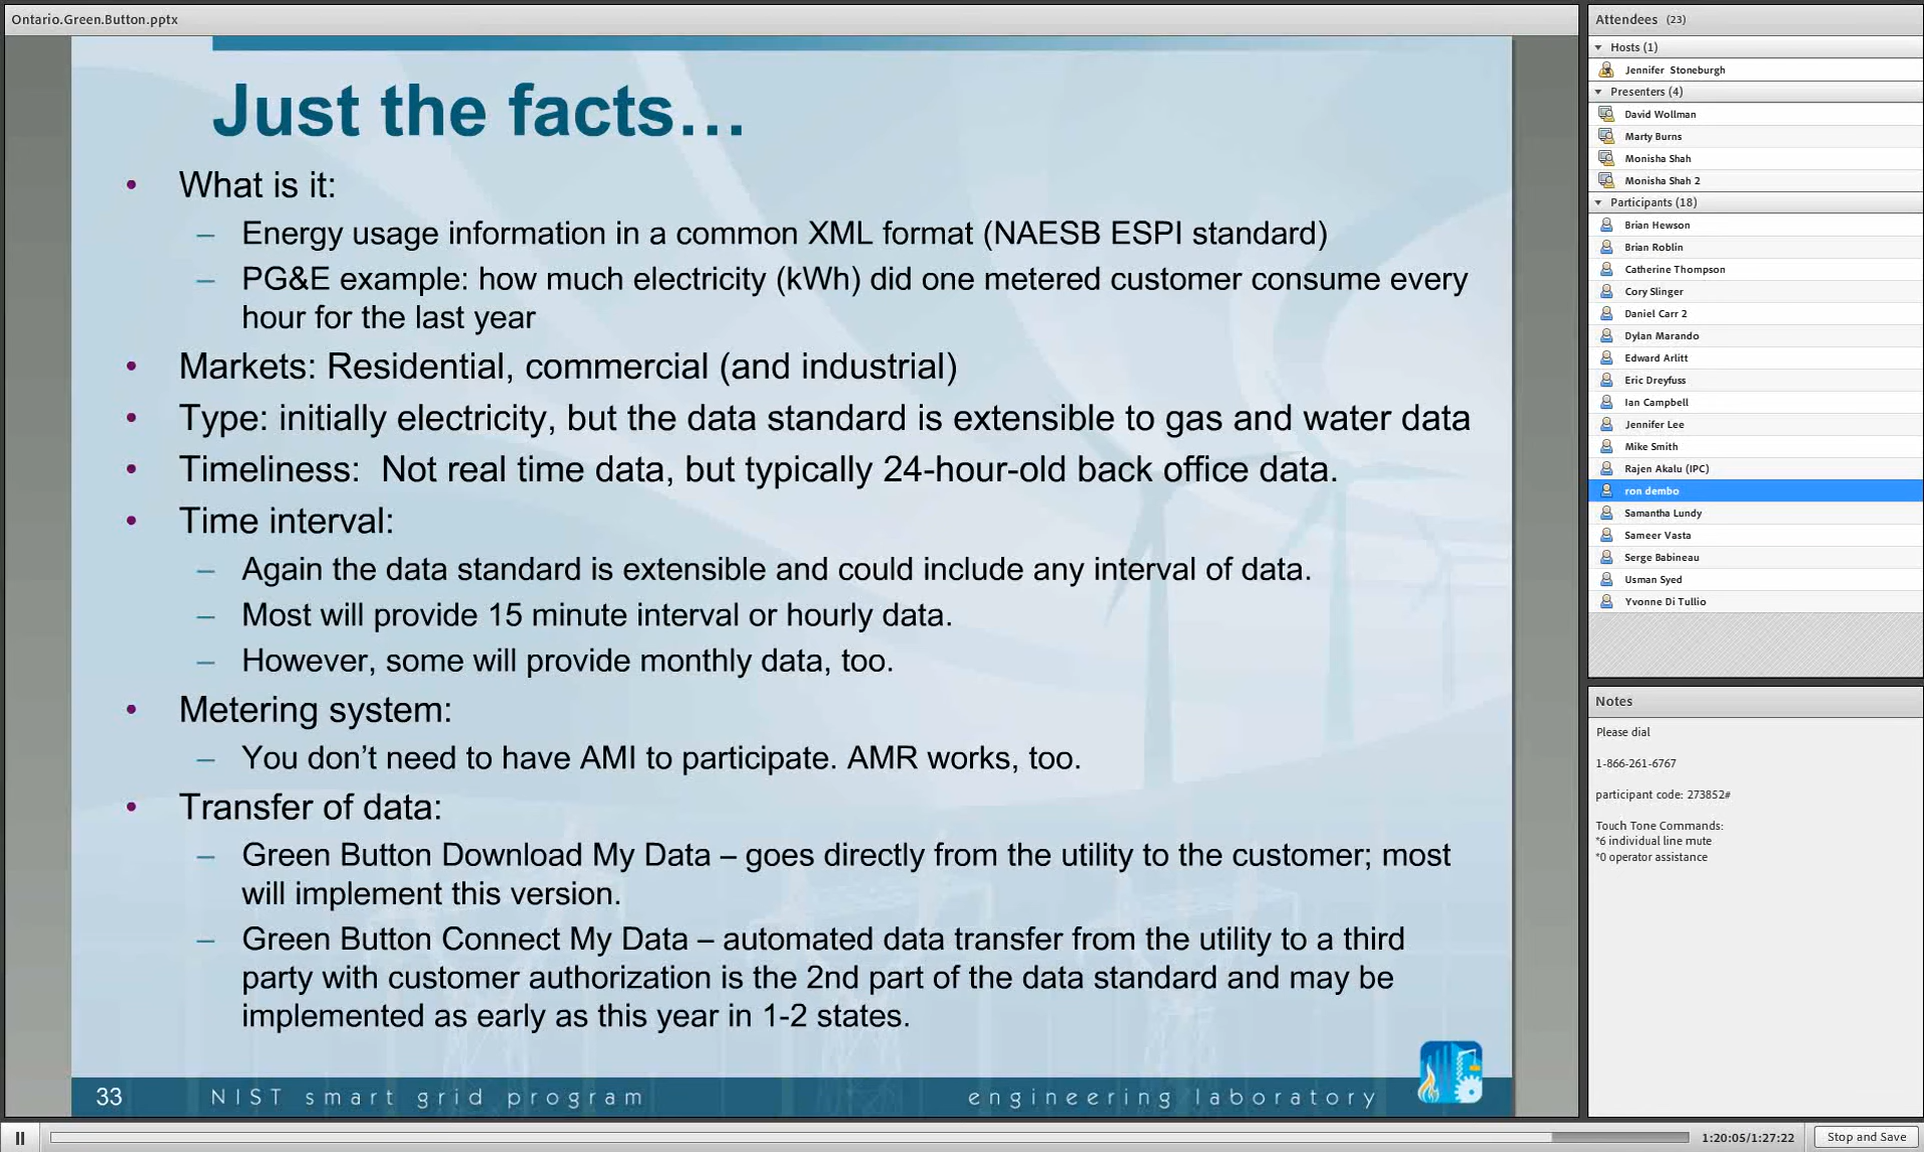 Ontario.Green.Button.pptx
Just the facts…
• What is it:
– Energy usage information in a common XML format (NAESB ESPI standard)
– PG&E example: how much electricity (kWh) did one metered customer consume every
hour for the last year
• Markets: Residential, commercial (and industrial)
• Type: initially electricity, but the data standard is extensible to gas and water data
• Timeliness:  Not real time data, but typically 24-hour-old back office data.
• Time interval:
– Again the data standard is extensible and could include any interval of data.
– Most will provide 15 minute interval or hourly data.
– However, some will provide monthly data, too.
• Metering system:
– You don’t need to have AMI to participate. AMR works, too.
• Transfer of data:
– Green Button Download My Data – goes directly from the utility to the customer; most
will implement this version.
– Green Button Connect My Data – automated data transfer from the utility to a third
party with customer authorization is the 2nd part of the data standard and may be
implemented as early as this year in 1-2 states.
33 NIST smart grid program engineering laboratory
Attendees (23)
Hosts (1)
Jennifer Stoneburgh
Presenters (4)
David Wollman
Marty Burns
Monisha Shah
Monisha Shah 2
Participants (18)
Brian Hewson
Brian Roblin
Catherine Thompson
Cory Slinger
Daniel Carr 2
Dylan Marando
Edward Arlitt
Eric Dreyfuss
Ian Campbell
Jennifer Lee
Mike Smith
Rajen Akalu (IPC)
ron dembo
Samantha Lundy
Sameer Vasta
Serge Babineau
Usman Syed
Yvonne Di Tullio
Notes
Please dial
1-866-261-6767
participant code: 273852#
Touch Tone Commands:
*6 individual line mute
*0 operator assistance
1:20:05/1:27:22
Stop and Save